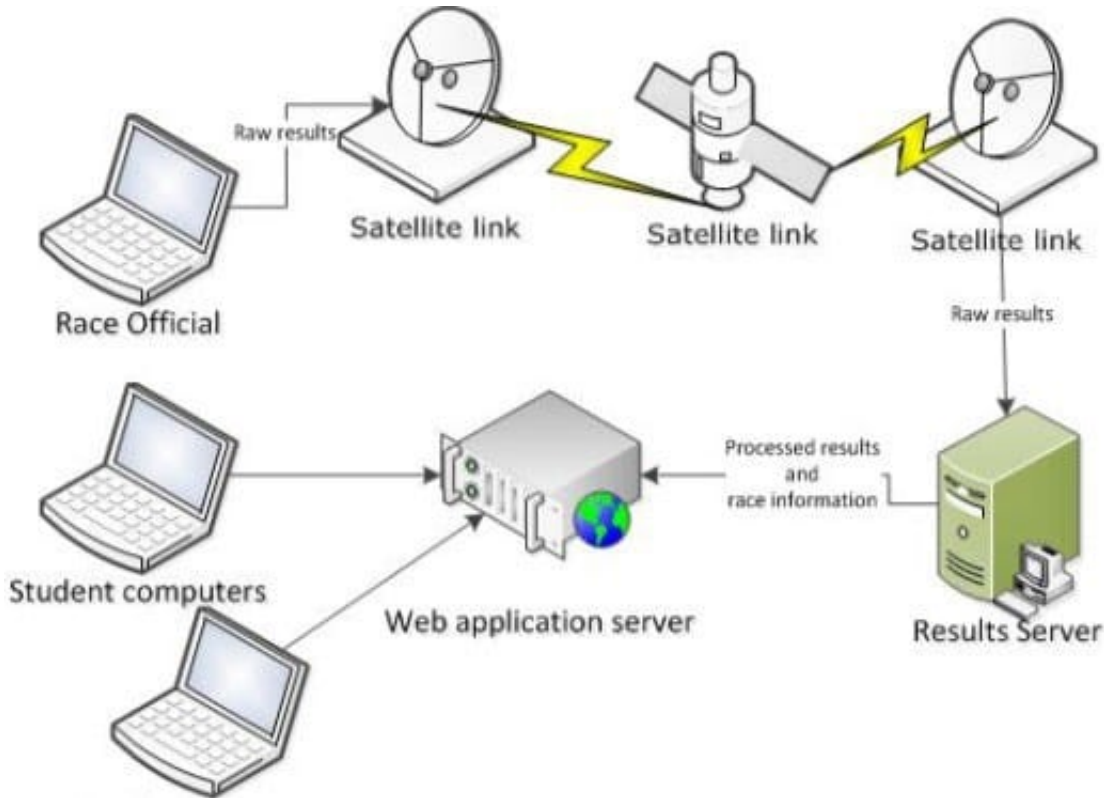 Raw results
Satellite link
Satellite link
Satellite link
Race Official
Raw results
Processed results
and
race information
Student computers
Web application server
Results Server